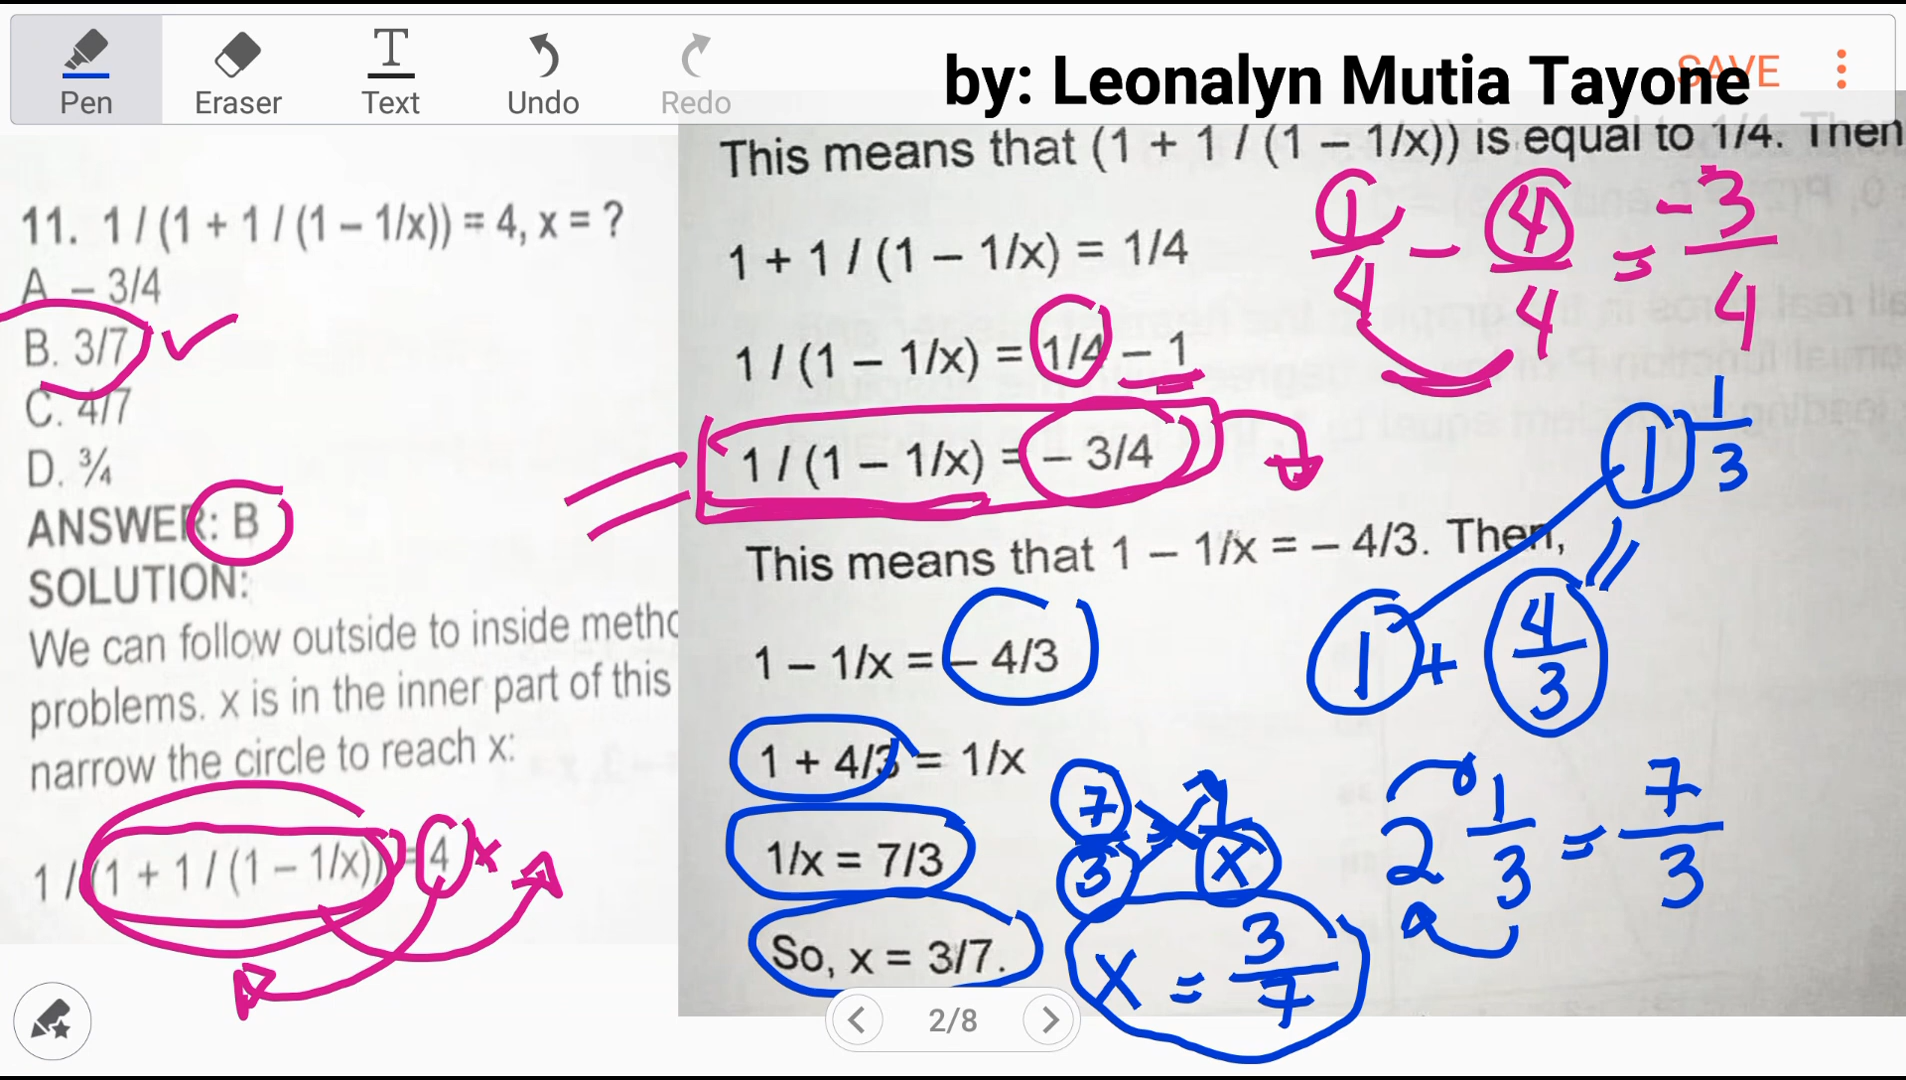 Pen Eraser Text Undo Redo SAVE
by: Leonalyn Mutia Tayone
11. 1 / (1 + 1 / (1 – 1/x)) = 4, x = ?
A. – 3/4
B. 3/7
C. 4/7
D. ¾
ANSWER: B
SOLUTION:
We can follow outside to inside metho
problems. x is in the inner part of this
narrow the circle to reach x:
1 / (1 + 1 / (1 – 1/x)) = 4 x
This means that (1 + 1 / (1 – 1/x)) is equal to 1/4. Then
1 + 1 / (1 – 1/x) = 1/4
1 / (1 – 1/x) = 1/4 – 1
1 / (1 – 1/x) = – 3/4
This means that 1 – 1/x = – 4/3. Then,
1 – 1/x = – 4/3
1 + 4/3 = 1/x
1/x = 7/3
So, x = 3/7.
1/4 – 4/4 = -3/4
1 1/3
1 + 4/3
7/3 1/x
2 1/3 = 7/3
x = 3/7
2/8